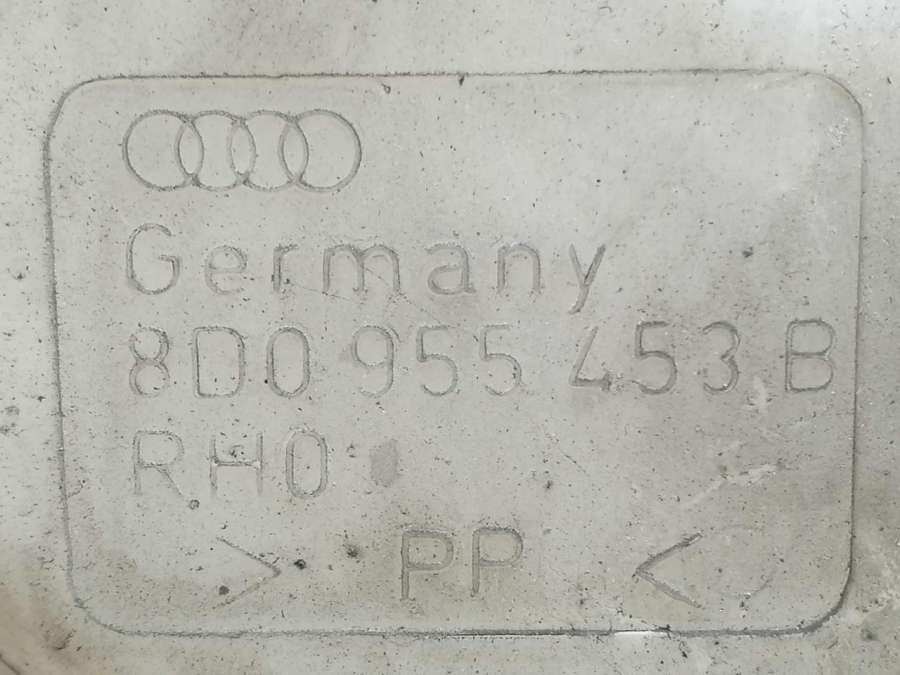 Germany
8D0 955 453 B
RH0
> PP <